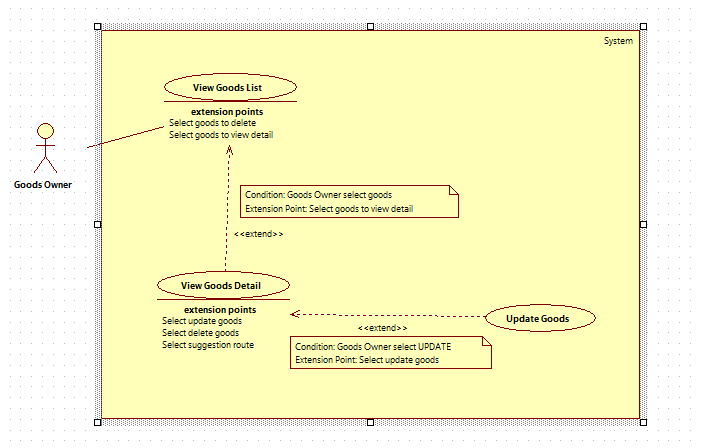 System
View Goods List
extension points
Select goods to delete
Select goods to view detail
Goods Owner
Condition: Goods Owner select goods
Extension Point: Select goods to view detail
<<extend>>
View Goods Detail
extension points
Select update goods
Select delete goods
Select suggestion route
Update Goods
<<extend>>
Condition: Goods Owner select UPDATE
Extension Point: Select update goods